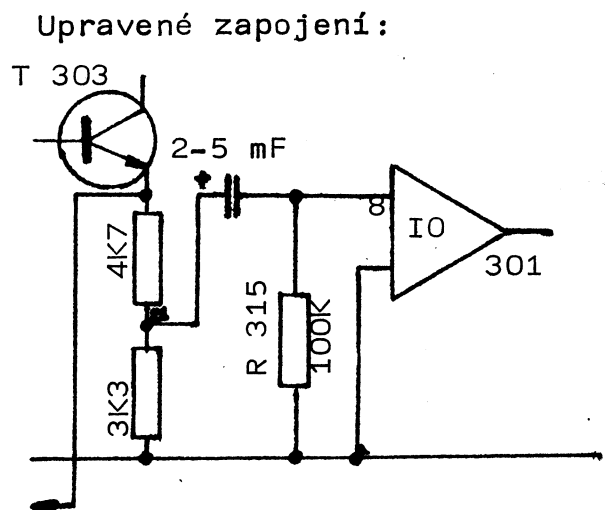 Upravené zapojení:
T 303
2-5 mF
+
8
IO
301
4K7
R 315
100K
3K3